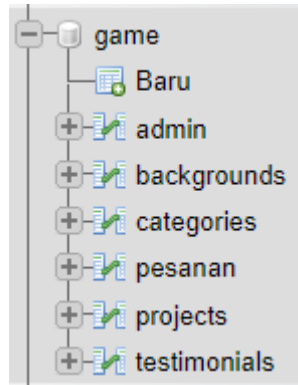 game
Baru
admin
backgrounds
categories
pesanan
projects
testimonials